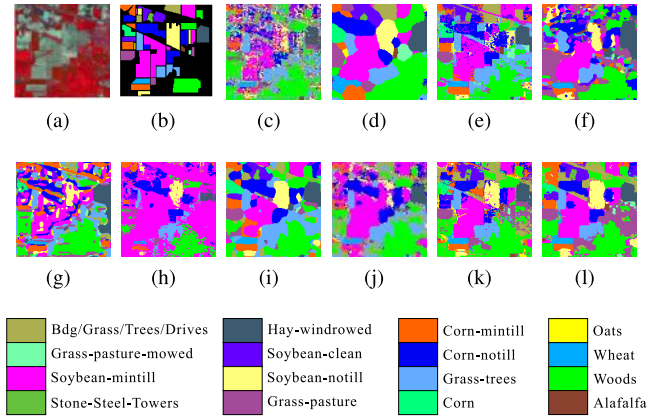 (a) (b) (c) (d) (e) (f)
(g) (h) (i) (j) (k) (l)
Bdg/Grass/Trees/Drives Hay-windrowed Corn-mintill Oats
Grass-pasture-mowed Soybean-clean Corn-notill Wheat
Soybean-mintill Soybean-notill Grass-trees Woods
Stone-Steel-Towers Grass-pasture Corn Alafalfa